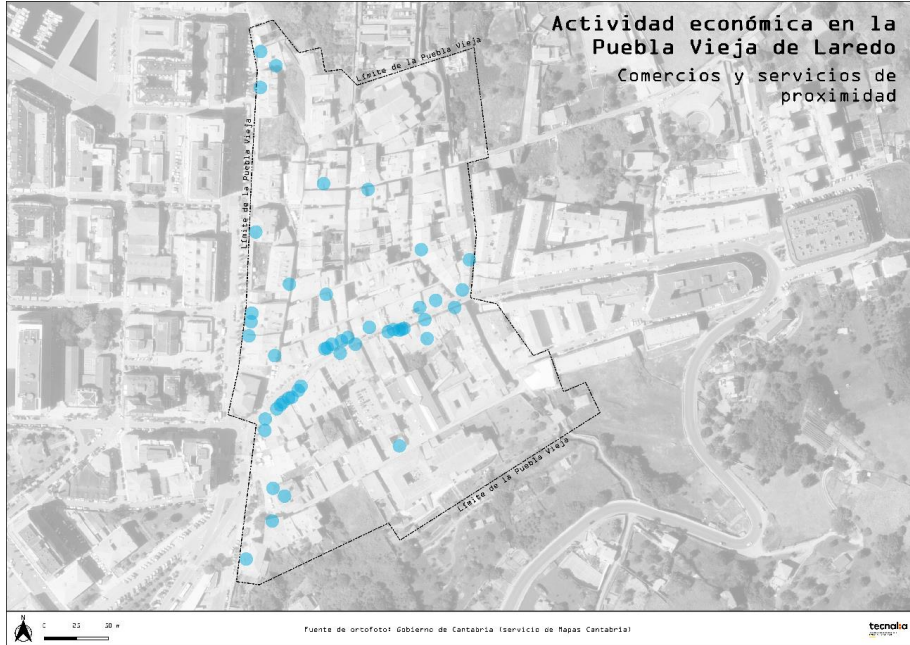 Actividad económica en la
Puebla Vieja de Laredo
Comercios y servicios de
proximidad
Límite de la Puebla Vieja
Límite de la Puebla Vieja
Límite de la Puebla Vieja
N
0 25 50 m
Fuente de ortofoto: Gobierno de Cantabria (servicio de Mapas Cantabria)
tecnalia